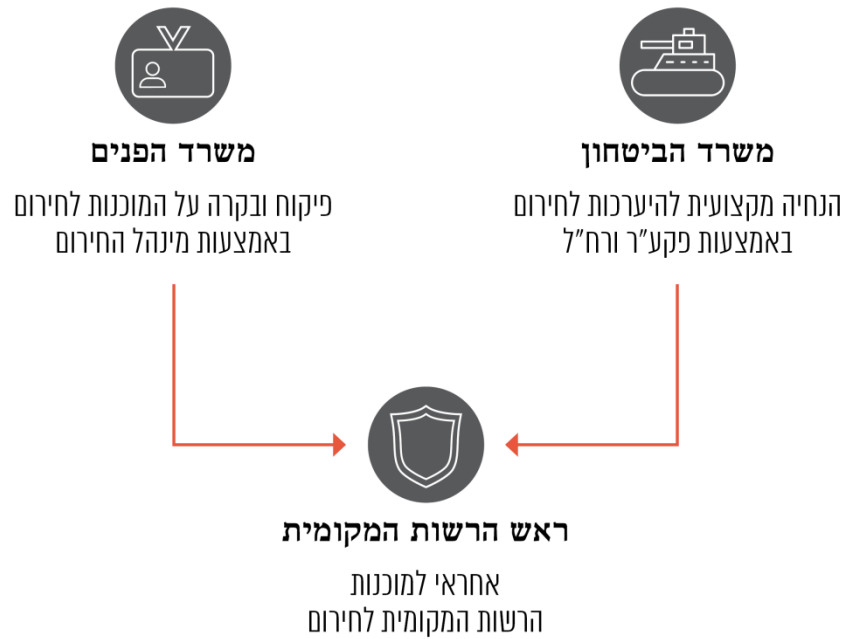 משרד הביטחון
הנחיה מקצועית להיערכות לחירום
באמצעות פקע״ר ורח״ל
משרד הפנים
פיקוח ובקרה על המוכנות לחירום
באמצעות מינהל החירום
ראש הרשות המקומית
אחראי למוכנות
הרשות המקומית לחירום